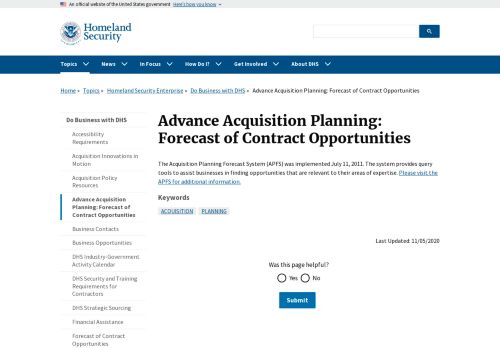 An official website of the United States government Here's how you know
Homeland
Security
Topics News In Focus How Do I? Get Involved About DHS
Home » Topics » Homeland Security Enterprise » Do Business with DHS » Advance Acquisition Planning: Forecast of Contract Opportunities
Do Business with DHS
Accessibility
Requirements
Acquisition Innovations in
Motion
Acquisition Policy
Resources
Advance Acquisition
Planning: Forecast of
Contract Opportunities
Business Contacts
Business Opportunities
DHS Industry-Government
Activity Calendar
DHS Security and Training
Requirements for
Contractors
DHS Strategic Sourcing
Financial Assistance
Forecast of Contract
Opportunities
Advance Acquisition Planning:
Forecast of Contract Opportunities
The Acquisition Planning Forecast System (APFS) was implemented July 11, 2011. The system provides query
tools to assist businesses in finding opportunities that are relevant to their areas of expertise. Please visit the
APFS for additional information.
Keywords
ACQUISITION PLANNING
Last Updated: 11/05/2020
Was this page helpful?
Yes No
Submit